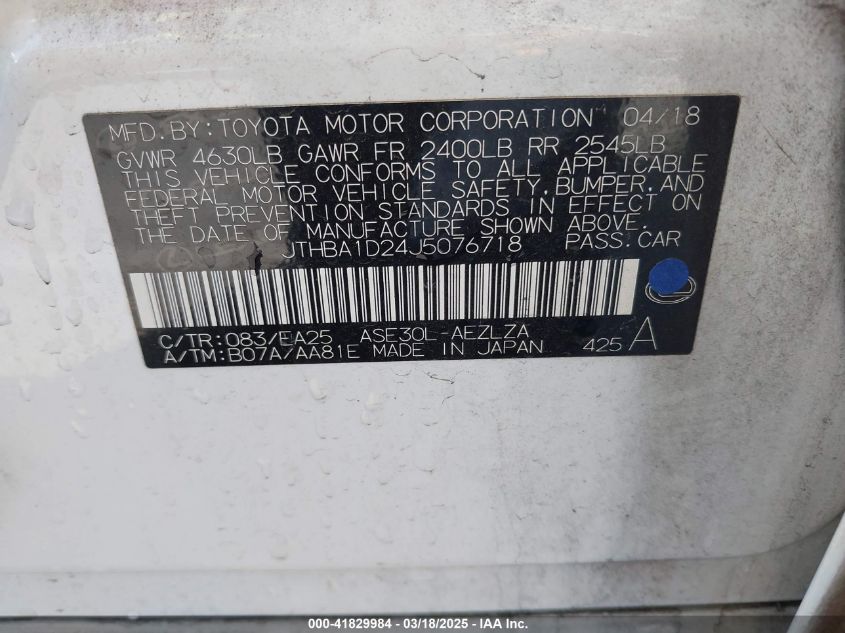 MFD. BY: TOYOTA MOTOR CORPORATION 04/18
GVWR 4630LB GAWR FR 2400LB RR 2545LB
THIS VEHICLE CONFORMS TO ALL APPLICABLE
FEDERAL MOTOR VEHICLE SAFETY, BUMPER, AND
THEFT PREVENTION STANDARDS IN EFFECT ON
THE DATE OF MANUFACTURE SHOWN ABOVE.
JTHBA1D24J5076718 PASS. CAR
C/TR: 083/EA25 ASE30L-AEZLZA
A/TM: B07A/AA81E MADE IN JAPAN 425 A
000-41829984 / 03/18/2025 - IAA Inc.